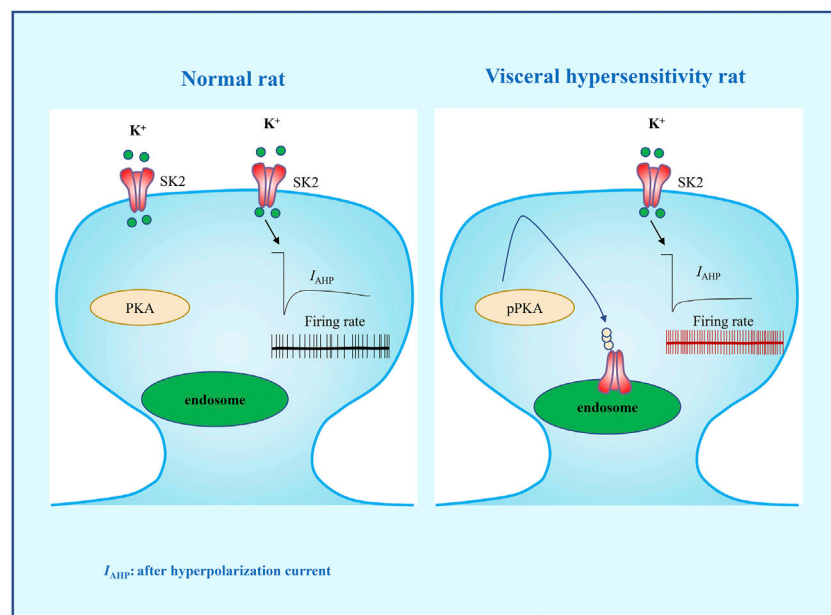 Normal rat
K+
K+
SK2
SK2
IAHP
PKA
Firing rate
endosome
Visceral hypersensitivity rat
K+
SK2
IAHP
pPKA
Firing rate
endosome
IAHP: after hyperpolarization current